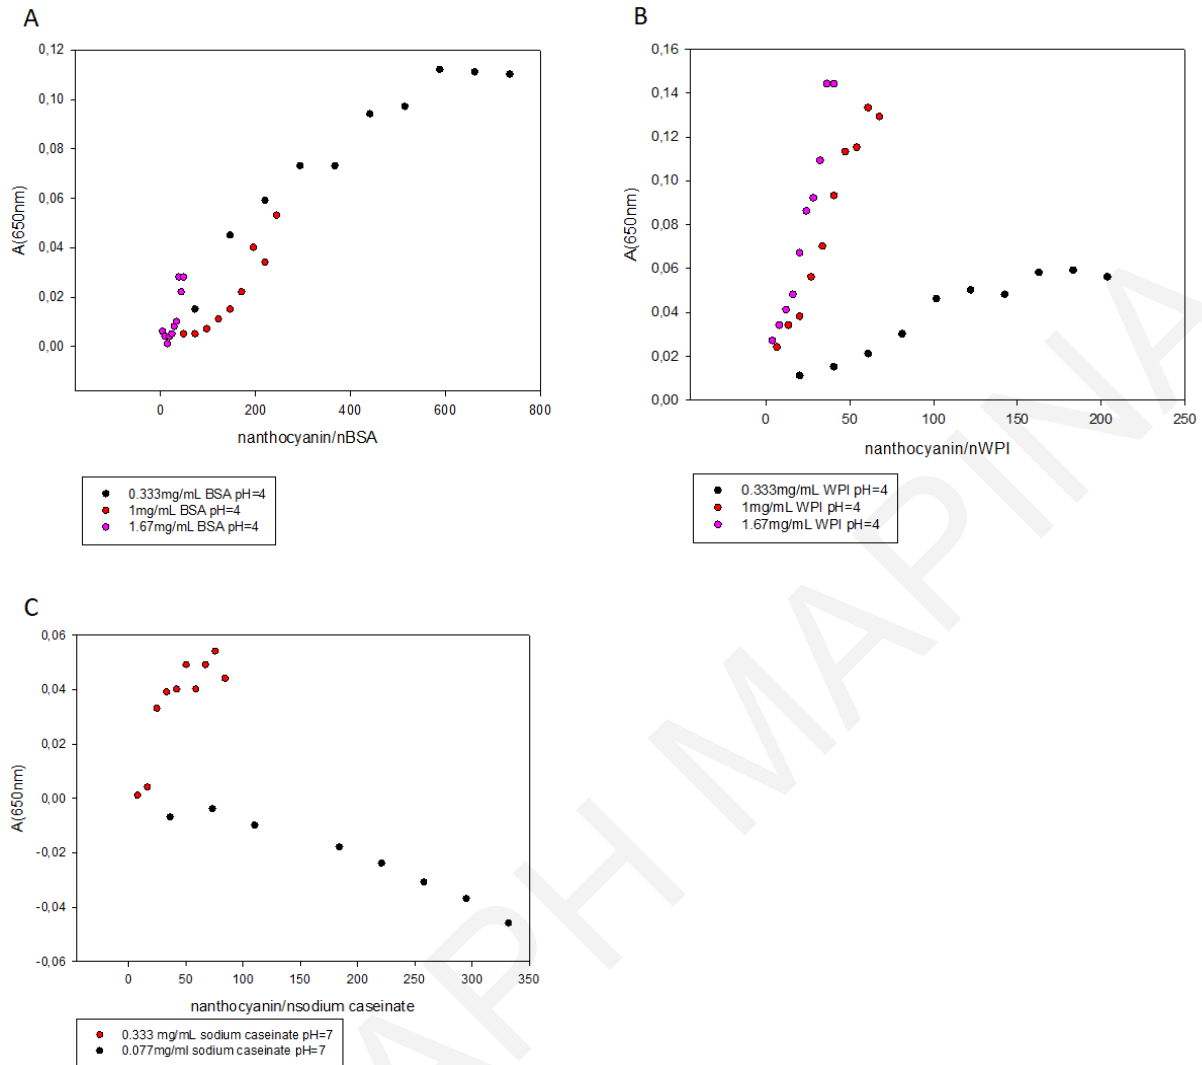 A
0,12
0,10
0,08
0,06
0,04
0,02
0,00
A(650nm)
0 200 400 600 800
nanthocyanin/nBSA
0.333mg/mL BSA pH=4
1mg/mL BSA pH=4
1.67mg/mL BSA pH=4
B
0,16
0,14
0,12
0,10
0,08
0,06
0,04
0,02
0,00
A(650nm)
0 50 100 150 200 250
nanthocyanin/nWPI
0.333mg/mL WPI pH=4
1mg/mL WPI pH=4
1.67mg/mL WPI pH=4
C
0,06
0,04
0,02
0,00
-0,02
-0,04
-0,06
A(650nm)
0 50 100 150 200 250 300 350
nanthocyanin/nsodium caseinate
0.333 mg/mL sodium caseinate pH=7
0.077mg/ml sodium caseinate pH=7
ΜΑΡΙΝΑ